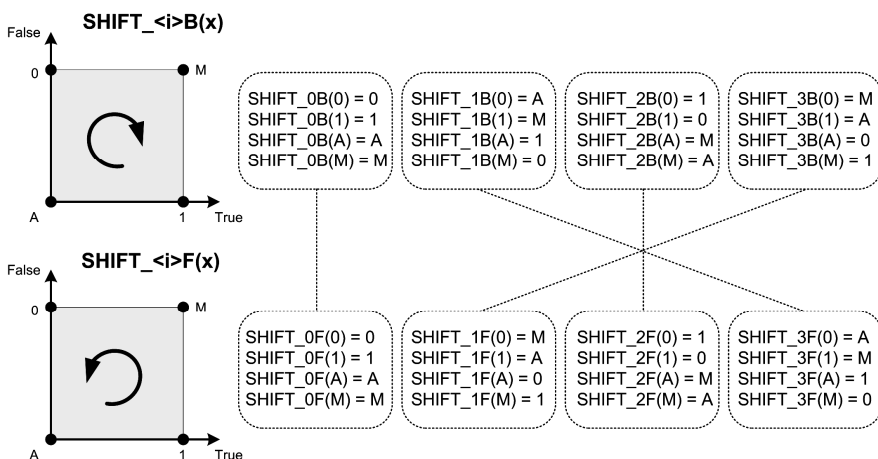 SHIFT_<i>B(x)
False
0
M
A
1
True
SHIFT_0B(0) = 0
SHIFT_0B(1) = 1
SHIFT_0B(A) = A
SHIFT_0B(M) = M
SHIFT_1B(0) = A
SHIFT_1B(1) = M
SHIFT_1B(A) = 1
SHIFT_1B(M) = 0
SHIFT_2B(0) = 1
SHIFT_2B(1) = 0
SHIFT_2B(A) = M
SHIFT_2B(M) = A
SHIFT_3B(0) = M
SHIFT_3B(1) = A
SHIFT_3B(A) = 0
SHIFT_3B(M) = 1
SHIFT_<i>F(x)
False
0
M
A
1
True
SHIFT_0F(0) = 0
SHIFT_0F(1) = 1
SHIFT_0F(A) = A
SHIFT_0F(M) = M
SHIFT_1F(0) = M
SHIFT_1F(1) = A
SHIFT_1F(A) = 0
SHIFT_1F(M) = 1
SHIFT_2F(0) = 1
SHIFT_2F(1) = 0
SHIFT_2F(A) = M
SHIFT_2F(M) = A
SHIFT_3F(0) = A
SHIFT_3F(1) = M
SHIFT_3F(A) = 1
SHIFT_3F(M) = 0